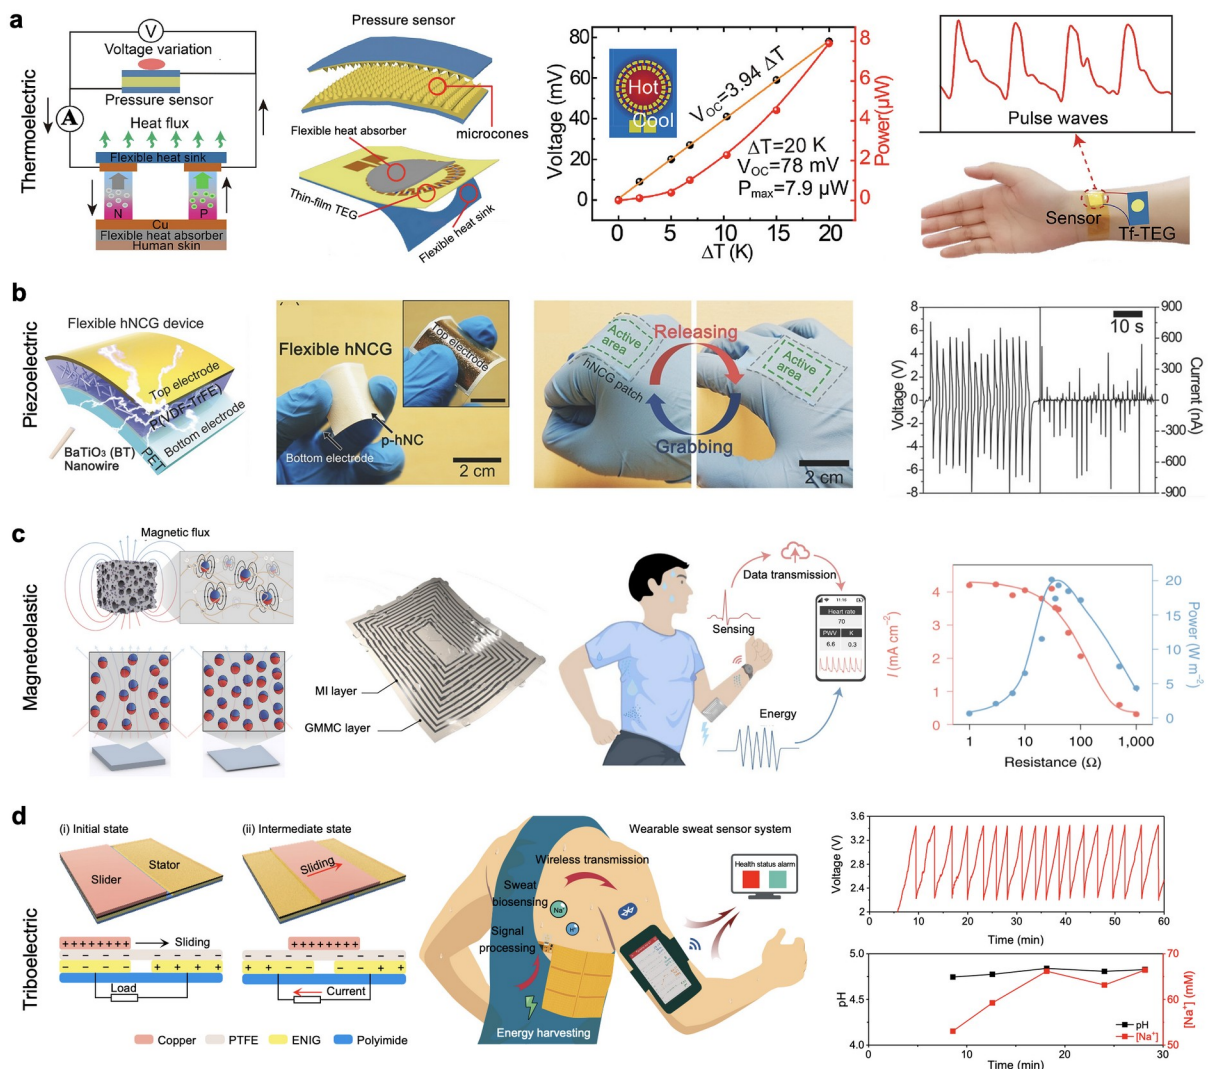 a
Thermoelectric
V
Voltage variation
Pressure sensor
A
Heat flux
Flexible heat sink
N
P
Cu
Flexible heat absorber
Human skin
Pressure sensor
microcones
Flexible heat absorber
Thin-film TEG
Flexible heat sink
Voltage (mV)
80
60
40
20
0
Hot
Cool
V_OC=3.94 ΔT
ΔT=20 K
V_OC=78 mV
P_max=7.9 μW
8
6
4
2
0
Power(μW)
0 5 10 15 20
ΔT (K)
Pulse waves
Sensor
Tf-TEG
b
Piezoelectric
Flexible hNCG device
Top electrode
P(VDF-TrFE)
Bottom electrode
PET
BaTiO₃ (BT)
Nanowire
Flexible hNCG
Top electrode
p-hNC
Bottom electrode
2 cm
Active
area
hNCG patch
Releasing
Grabbing
Active
area
2 cm
Voltage (V)
8
6
4
2
0
-2
-4
-6
-8
10 s
900
600
300
0
-300
-600
-900
Current (nA)
c
Magnetoelastic
Magnetic flux
MI layer
GMMC layer
Data transmission
Sensing
Energy
11:16
Heart rate
70
PWV K
6.6 0.3
I (mA cm⁻²)
4
3
2
1
0
20
15
10
5
0
Power (W m⁻²)
1 10 100 1,000
Resistance (Ω)
d
Triboelectric
(i) Initial state
Slider
Stator
(ii) Intermediate state
Sliding
+ + + + + + + +
Sliding
- - - - - - -
- - - + + + +
Load
+ + + + + + + +
- - - - - - -
+ + - - + +
Current
Copper
PTFE
ENIG
Polyimide
Wearable sweat sensor system
Wireless transmission
Sweat
biosensing
Na⁺
H⁺
Signal
processing
Energy harvesting
Health status alarm
Voltage (V)
3.6
3.2
2.8
2.4
2
0 10 20 30 40 50 60
Time (min)
pH
5.0
4.5
4.0
pH
[Na⁺]
70
65
60
55
50
[Na⁺] (mM)
0 10 20 30
Time (min)